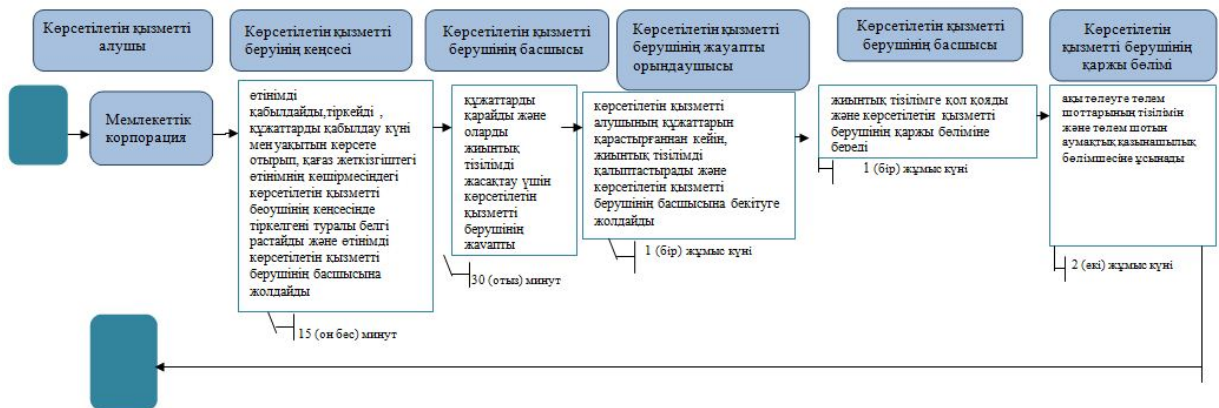 Көрсетілетін қызметті
алушы
Көрсетілетін қызметті
беруінің кеңсесі
Көрсетілетін қызметті
берушінің басшысы
Көрсетілетін қызметті
берушінің жауапты
орындаушысы
Көрсетілетін қызметті
берушінің басшысы
Көрсетілетін
қызметті берушінің
қаржы бөлімі
Мемлекеттік
корпорация
өтінімді
қабылдайды,тіркейді ,
құжаттарды қабылдау күні
мен уақытын көрсете
отырып, қағаз жеткізгіштегі
өтінімнің көшірмесіндегі
көрсетілетін қызметті
беоушінің кеңсесінде
тіркелгені туралы белгі
растайды және өтінімді
көрсетілетін қызметті
берушінің басшысына
жолдайды
15 (он бес) минут
құжаттарды
қарайды және
оларды
жиынтық
тізілімді
жасақтау үшін
көрсетілетін
қызметті
берушінің
жауапты
30 (отыз) минут
көрсетілетін қызметті
алушының құжаттарын
қарастырғаннан кейін,
жиынтық тізілімді
қалыптастырады және
көрсетілетін қызметті
берушінің басшысына бекітуге
жолдайды
1 (бір) жұмыс күні
жиынтық тізілімге қол қояды
және көрсетілетін қызметті
берушінің қаржы бөліміне
береді
1 (бір) жұмыс күні
ақы төлеуге төлем
шоттарының тізілімін
және төлем шотын
аумақтық қазынашылық
бөлімшесіне ұсынады
2 (екі) жұмыс күні